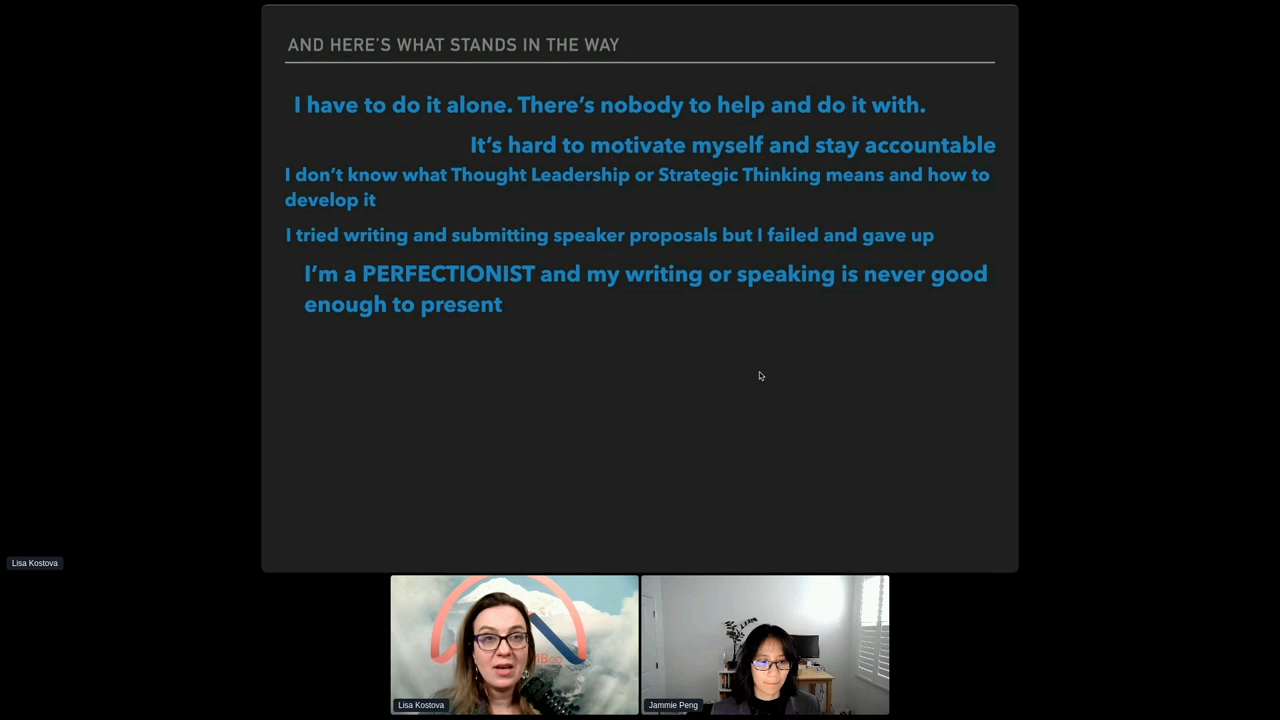 AND HERE'S WHAT STANDS IN THE WAY
I have to do it alone. There's nobody to help and do it with.
It's hard to motivate myself and stay accountable
I don't know what Thought Leadership or Strategic Thinking means and how to
develop it
I tried writing and submitting speaker proposals but I failed and gave up
I'm a PERFECTIONIST and my writing or speaking is never good
enough to present
Lisa Kostova
Lisa Kostova
Jammie Peng